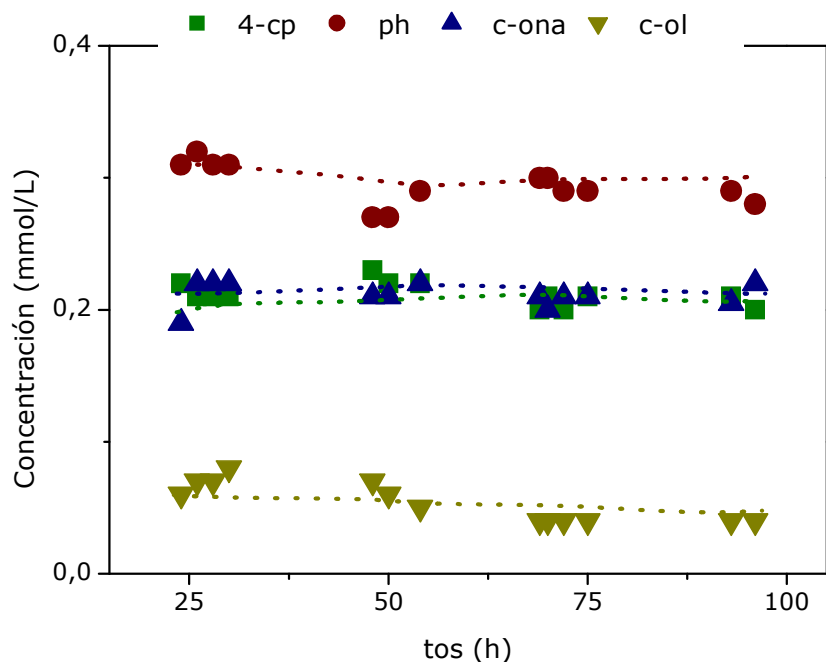 4-cp ph c-ona c-ol
0,4
0,2
0,0
Concentración (mmol/L)
25 50 75 100
tos (h)